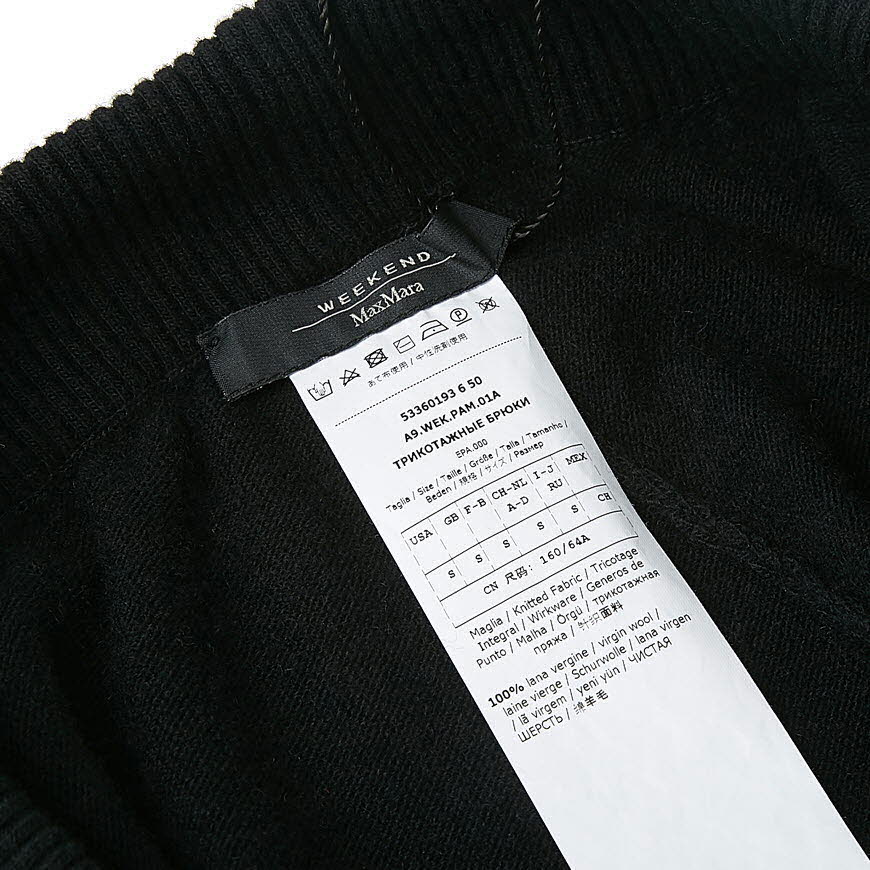 WEEKEND
MaxMara
あて布使用 / 中性洗剤使用
53360193 6 50
A9.WEK.PAM.01A
ТРИКОТАЖНЫЕ БРЮКИ
EPA.000
Taglia / Size / Taille / Größe / Talla / Tamanho /
Beden / 規格 / サイズ / Размер
USA GB F-B CH-NL I-J MEX
A-D RU
S S S S S CH
CN 尺码: 160/64A
Maglia / Knitted Fabric / Tricotage
Integral / Wirkware / Generos de
Punto / Malha / Örgü / трикотажная
пряжа / 针织面料
100% lana vergine / virgin wool /
laine vierge / Schurwolle / lana virgen
/ lã virgem / yeni yün / ЧИСТАЯ
ШЕРСТЬ / 绵羊毛